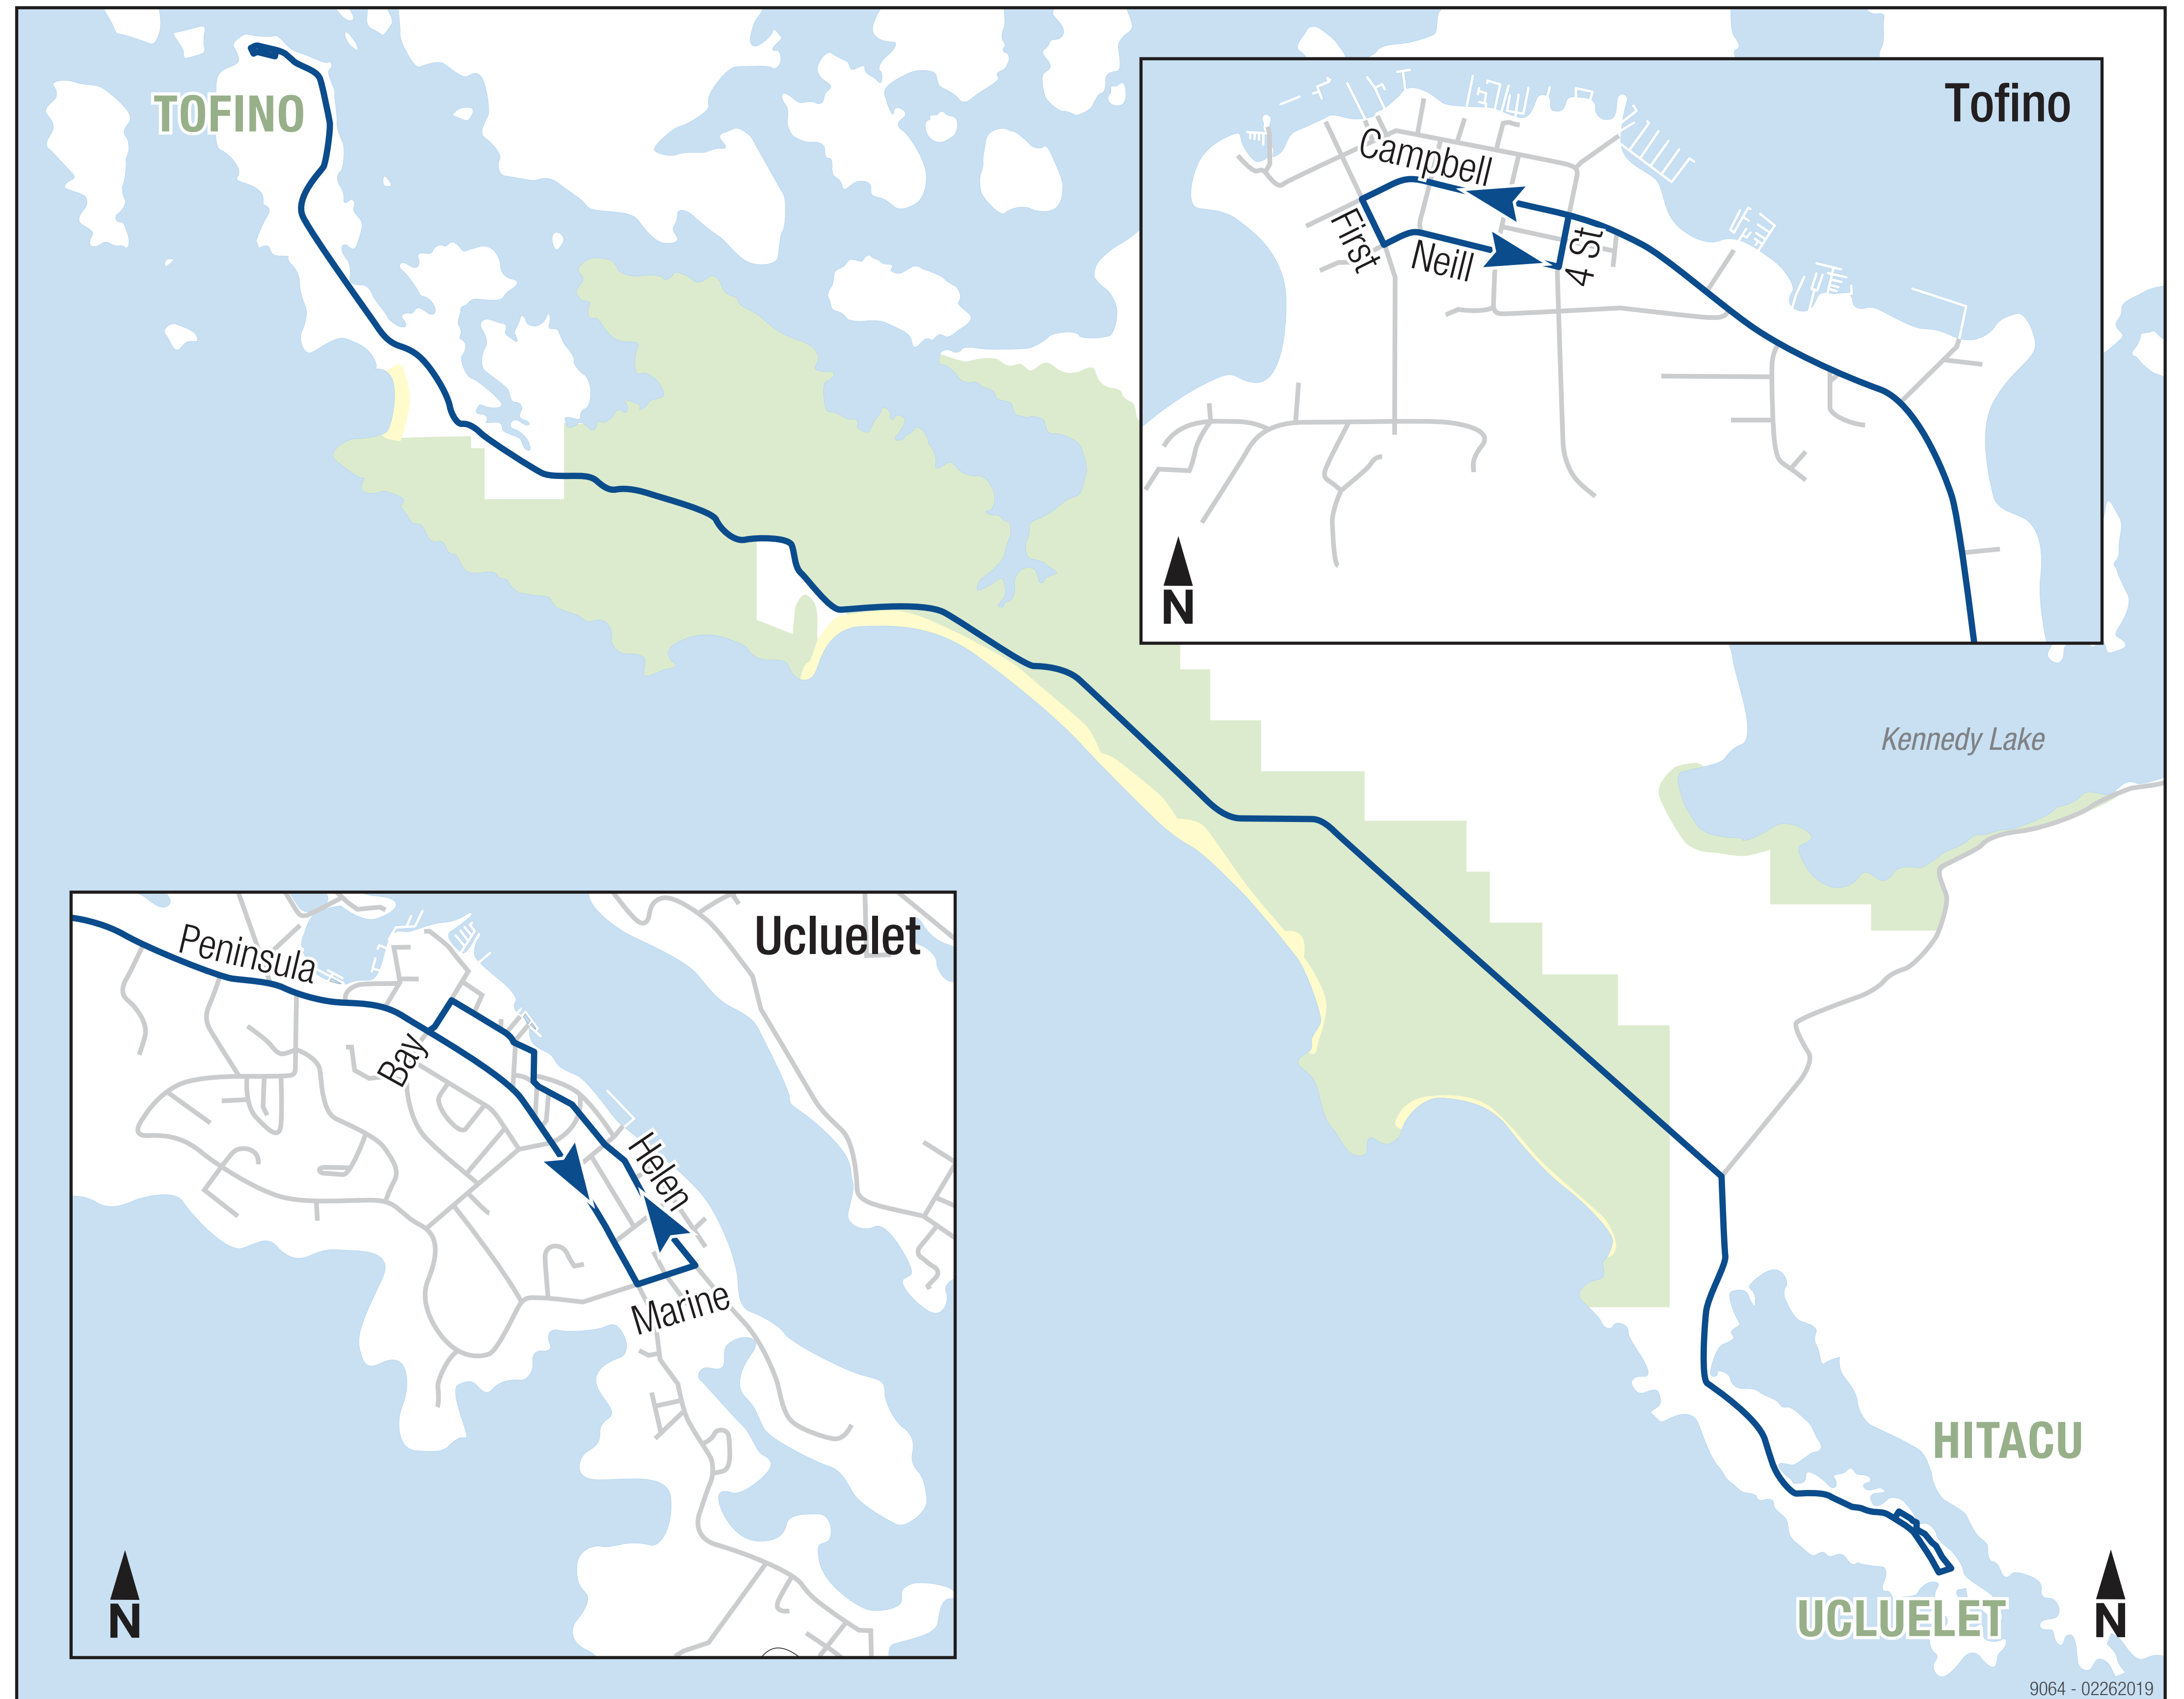 TOFINO
Tofino
Campbell
First
Neill
4 St
N
Kennedy Lake
Ucluelet
Peninsula
Bay
Helen
Marine
N
HITACU
UCLUELET
N
9064 - 02262019